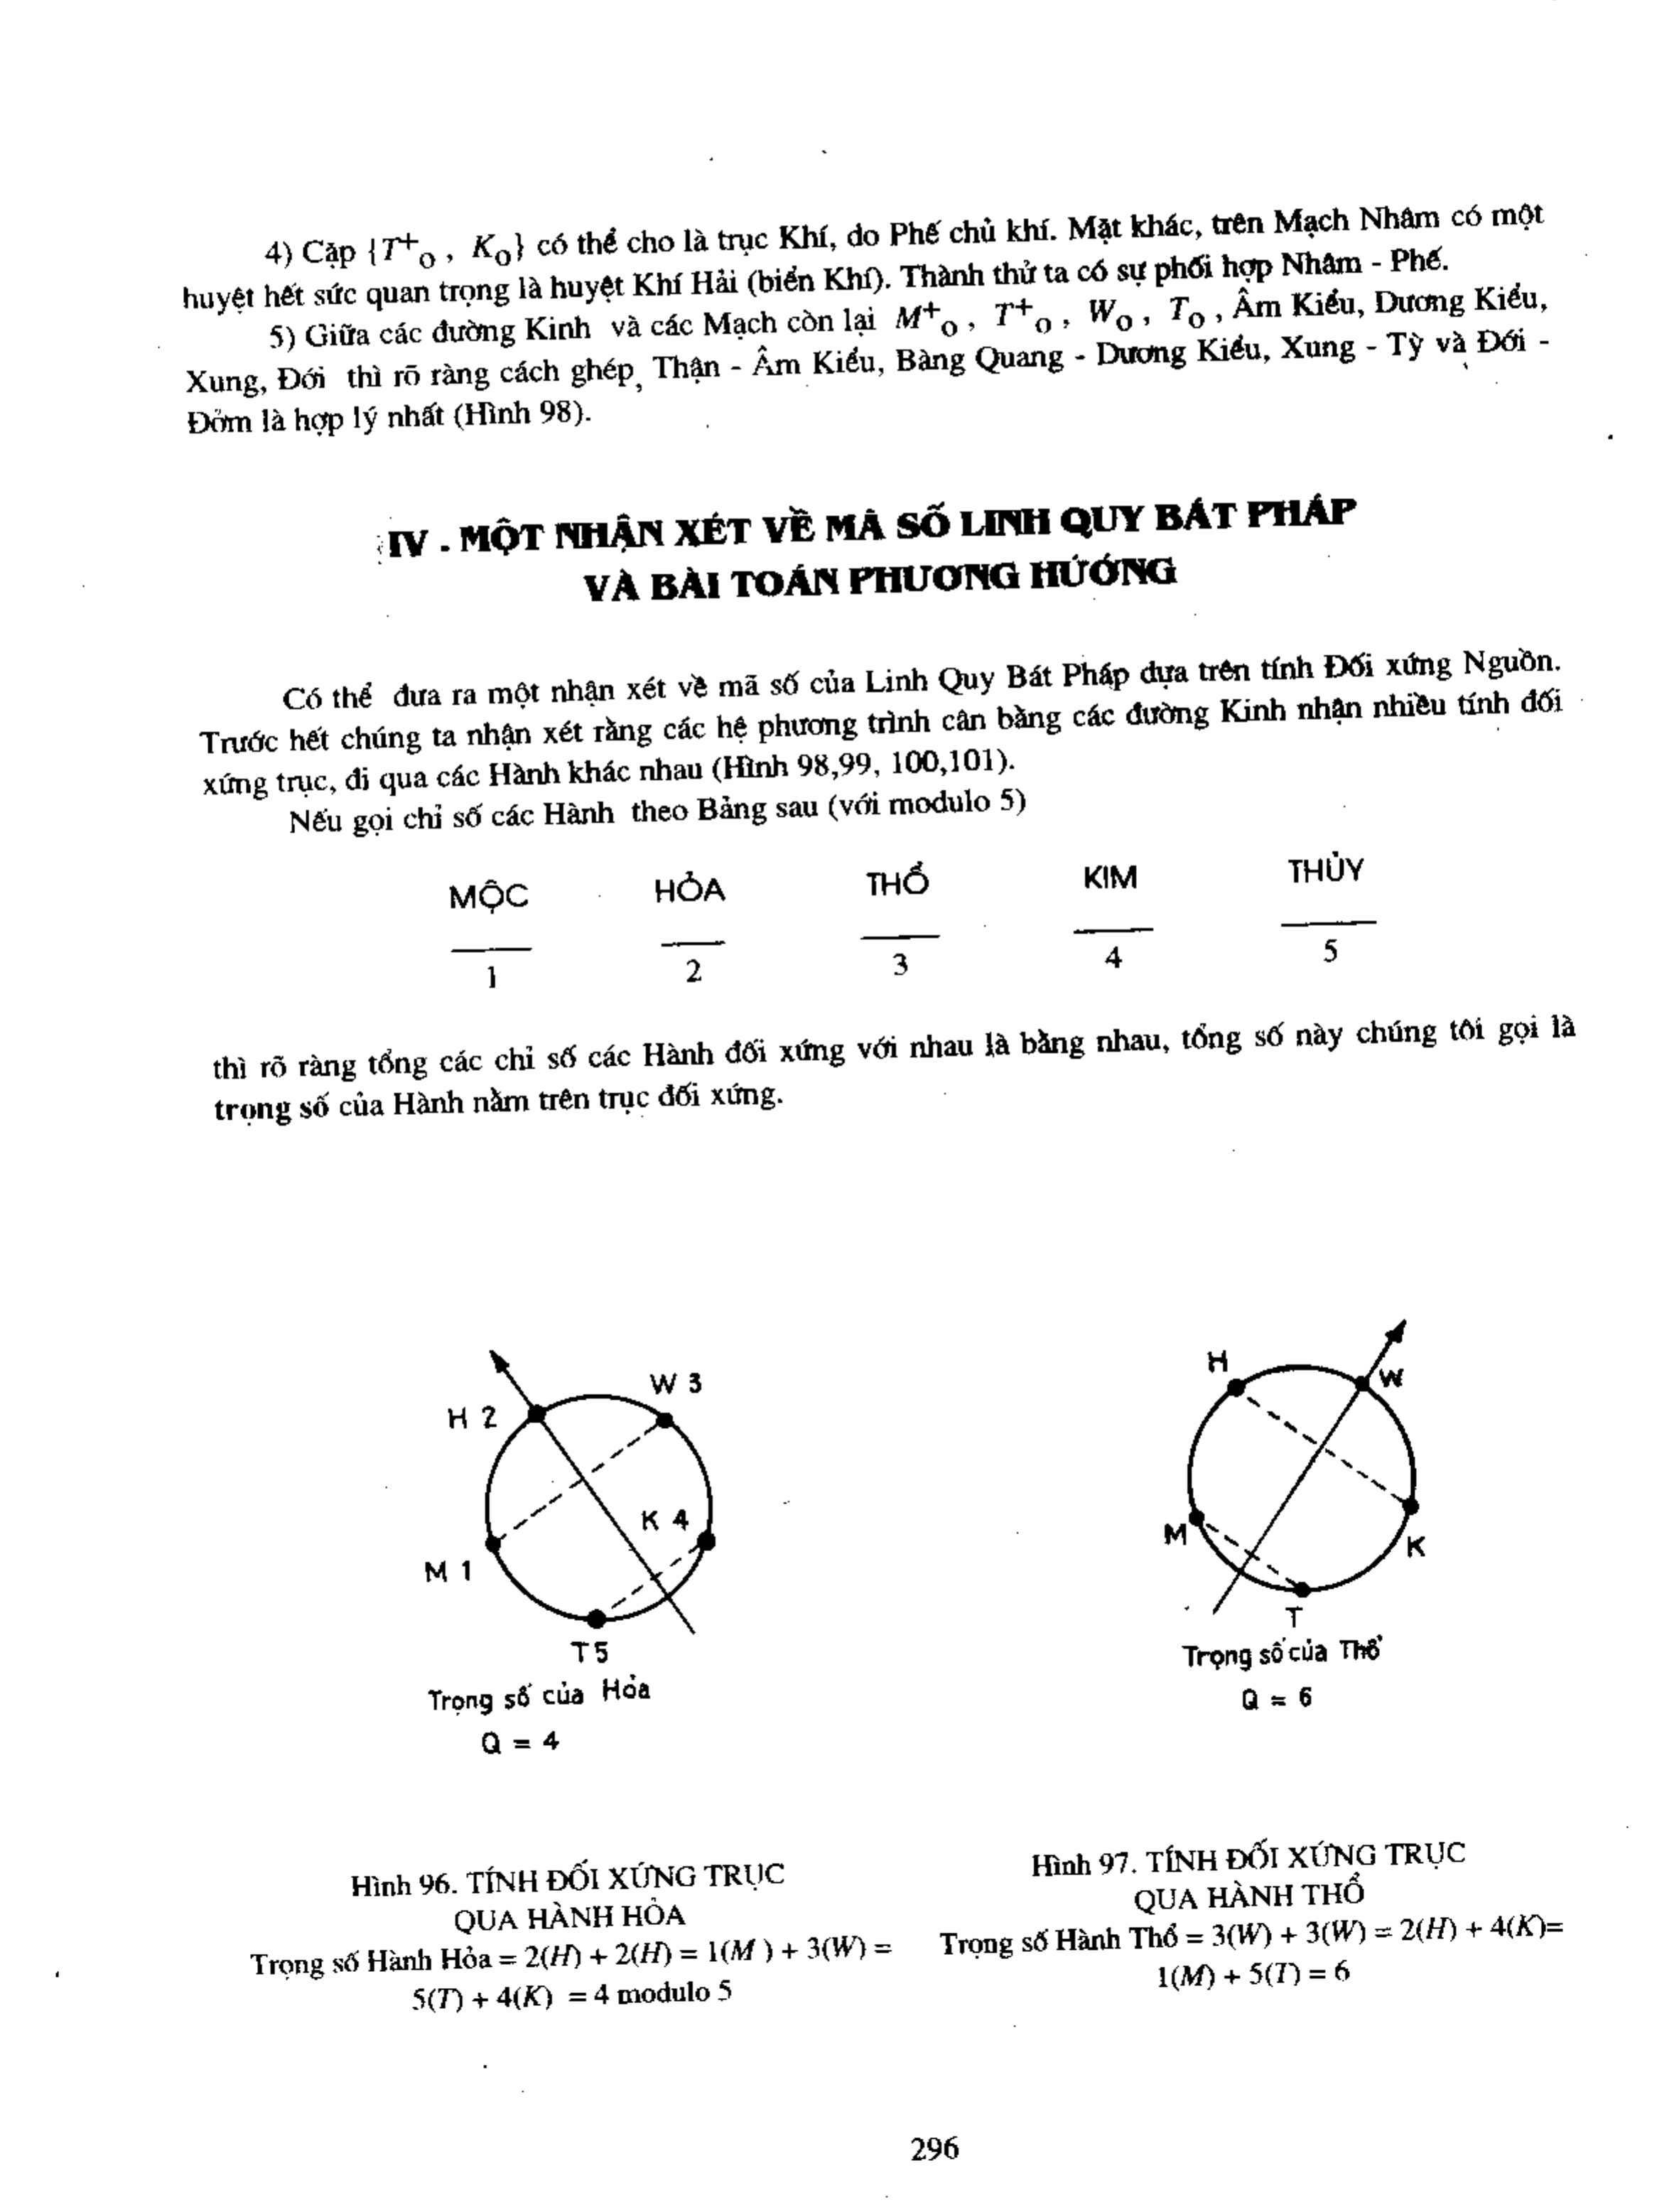 4) Cặp {T⁺₀ , K₀} có thể cho là trục Khí, do Phế chủ khí. Mặt khác, trên Mạch Nhâm có một
huyệt hết sức quan trọng là huyệt Khí Hải (biển Khí). Thành thử ta có sự phối hợp Nhâm - Phế.
5) Giữa các đường Kinh và các Mạch còn lại M⁺₀ , T⁺₀ , W₀ , T₀ , Âm Kiểu, Dương Kiểu,
Xung, Đới thì rõ ràng cách ghép, Thận - Âm Kiểu, Bàng Quang - Dương Kiểu, Xung - Tỳ và Đới -
Đởm là hợp lý nhất (Hình 98).
IV - MỘT NHẬN XÉT VỀ MÃ SỐ LINH QUY BÁT PHÁP
VÀ BÀI TOÁN PHƯƠNG HƯỚNG
Có thể đưa ra một nhận xét về mã số của Linh Quy Bát Pháp dựa trên tính Đối xứng Nguồn.
Trước hết chúng ta nhận xét rằng các hệ phương trình cân bằng các đường Kinh nhận nhiều tính đối
xứng trục, đi qua các Hành khác nhau (Hình 98,99, 100,101).
Nếu gọi chỉ số các Hành theo Bảng sau (với modulo 5)
MỘC HỎA THỔ KIM THỦY
1 2 3 4 5
thì rõ ràng tổng các chỉ số các Hành đối xứng với nhau là bằng nhau, tổng số này chúng tôi gọi là
trọng số của Hành nằm trên trục đối xứng.
H 2
W 3
K 4
M 1
T 5
Trọng số của Hỏa
Q = 4
H
W
M
K
T
Trọng số của Thổ
Q = 6
Hình 96. TÍNH ĐỐI XỨNG TRỤC
QUA HÀNH HỎA
Trọng số Hành Hỏa = 2(H) + 2(H) = 1(M ) + 3(W) =
5(T) + 4(K) = 4 modulo 5
Hình 97. TÍNH ĐỐI XỨNG TRỤC
QUA HÀNH THỔ
Trọng số Hành Thổ = 3(W) + 3(W) = 2(H) + 4(K)=
1(M) + 5(T) = 6
296